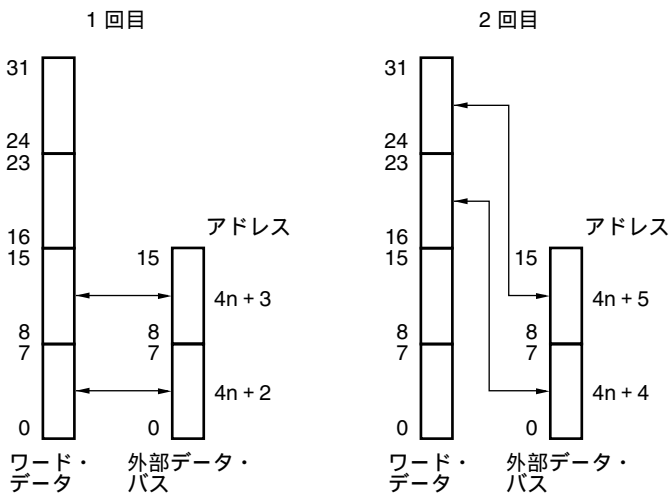 1 回目
31
24
23
16
15
8
7
0
ワード・
データ
アドレス
15
4n + 3
8
7
4n + 2
0
外部データ・
バス
2 回目
31
24
23
16
15
8
7
0
ワード・
データ
アドレス
15
4n + 5
8
7
4n + 4
0
外部データ・
バス